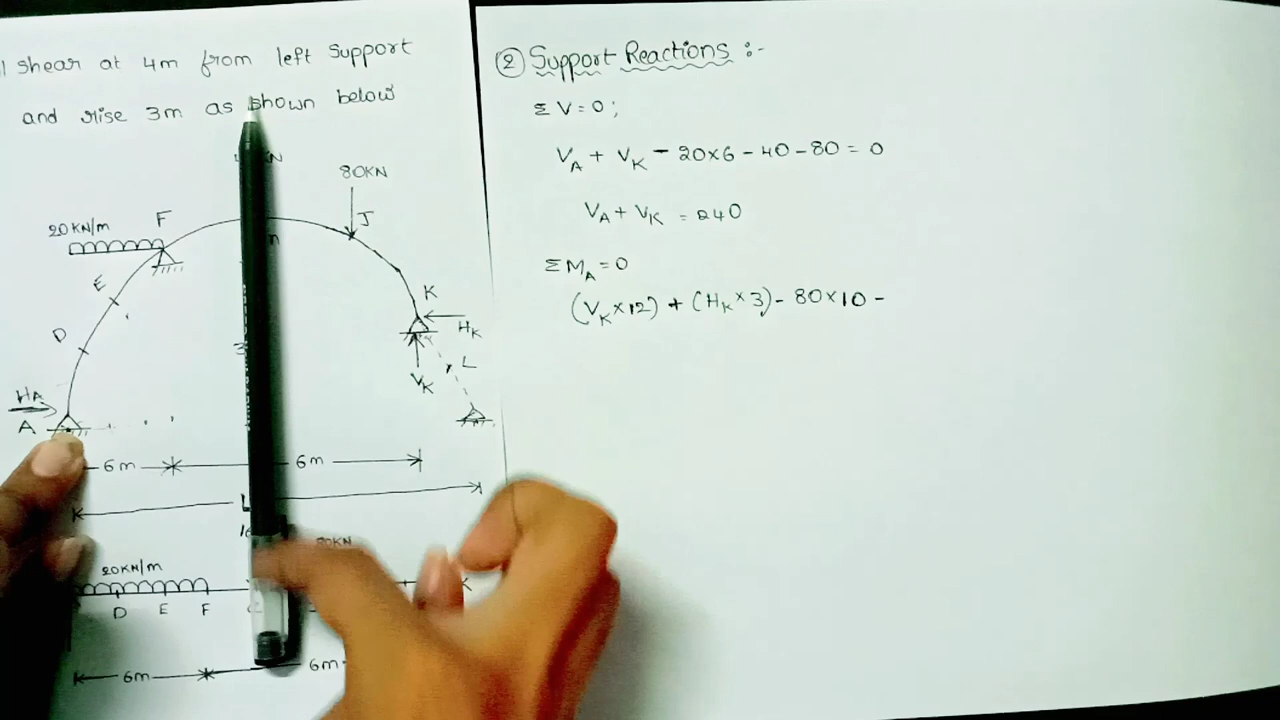 shear at 4m from left support
and rise 3m as shown below
80KN
20 KN/m
F
J
E
K
D
HK
L
VK
HA
A
6m
6m
20KN/m
D E F
6m
6m
② Support Reactions :-
Σ V = 0 ;
VA + VK - 20×6 - 40 - 80 = 0
VA + VK = 240
ΣMA = 0
(VK × 12) + (HK × 3) - 80 × 10 -